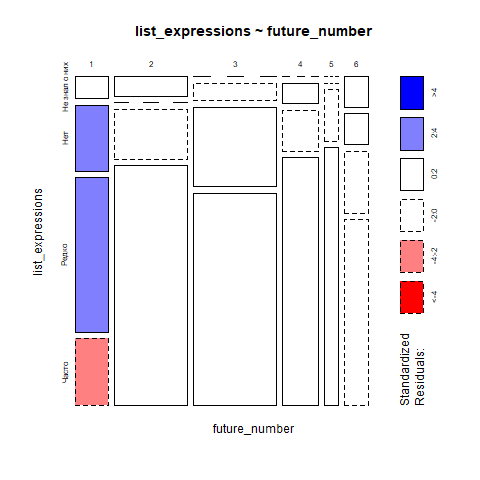 list_expressions ~ future_number
1 2 3 4 5 6
Не знал о них
Нет
Редко
Часто
list_expressions
future_number
>4
2:4
0:2
-2:0
-4:-2
<-4
Standardized
Residuals: